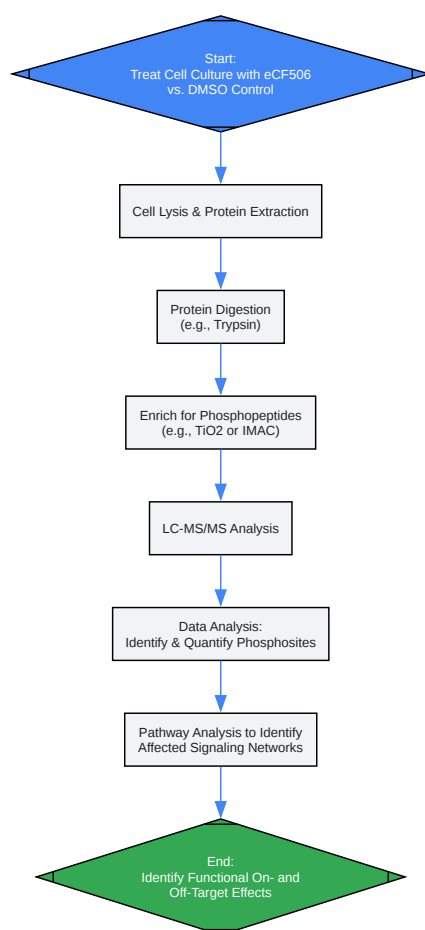 Start:
Treat Cell Culture with eCF506
vs. DMSO Control
Cell Lysis & Protein Extraction
Protein Digestion
(e.g., Trypsin)
Enrich for Phosphopeptides
(e.g., TiO2 or IMAC)
LC-MS/MS Analysis
Data Analysis:
Identify & Quantify Phosphosites
Pathway Analysis to Identify
Affected Signaling Networks
End:
Identify Functional On- and
Off-Target Effects